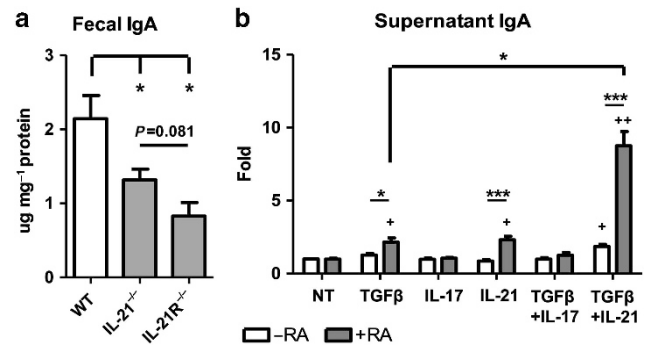 a
Fecal IgA
3
2
1
0
ug mg⁻¹ protein
*
*
P=0.081
WT
IL-21⁻/⁻
IL-21R⁻/⁻
b
Supernatant IgA
15
10
5
0
Fold
*
***
++
*
+
***
+
+
NT
TGFβ
IL-17
IL-21
TGFβ
+IL-17
TGFβ
+IL-21
–RA
+RA